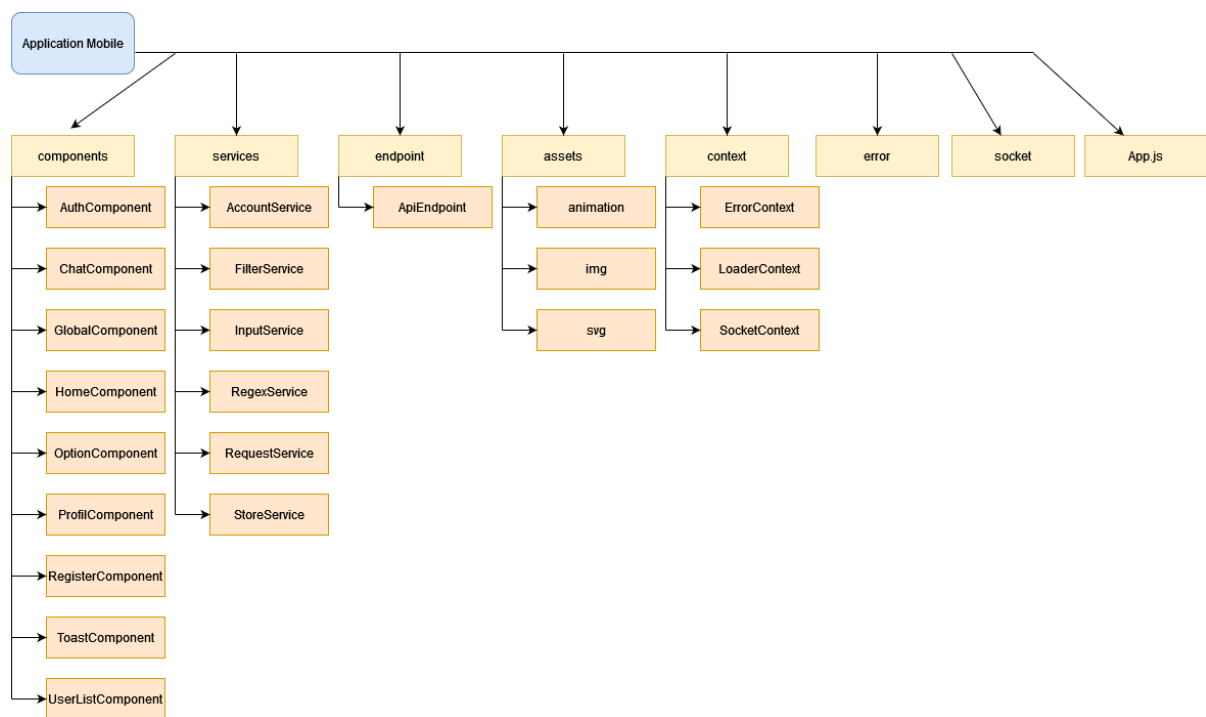 Application Mobile
components
services
endpoint
assets
context
error
socket
App.js
AuthComponent
ChatComponent
GlobalComponent
HomeComponent
OptionComponent
ProfilComponent
RegisterComponent
ToastComponent
UserListComponent
AccountService
FilterService
InputService
RegexService
RequestService
StoreService
ApiEndpoint
animation
img
svg
ErrorContext
LoaderContext
SocketContext